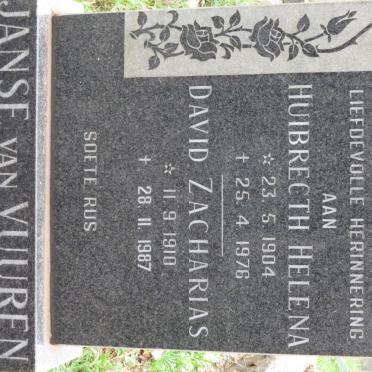 LIEFDEVOLLE HERINNERING
AAN
HUIBRECTH HELENA
☆ 23. 5. 1904
✝ 25. 4. 1976
DAVID ZACHARIAS
☆ 11. 9. 1910
✝ 28. 11. 1987
SOETE RUS
JANSE VAN VUUREN